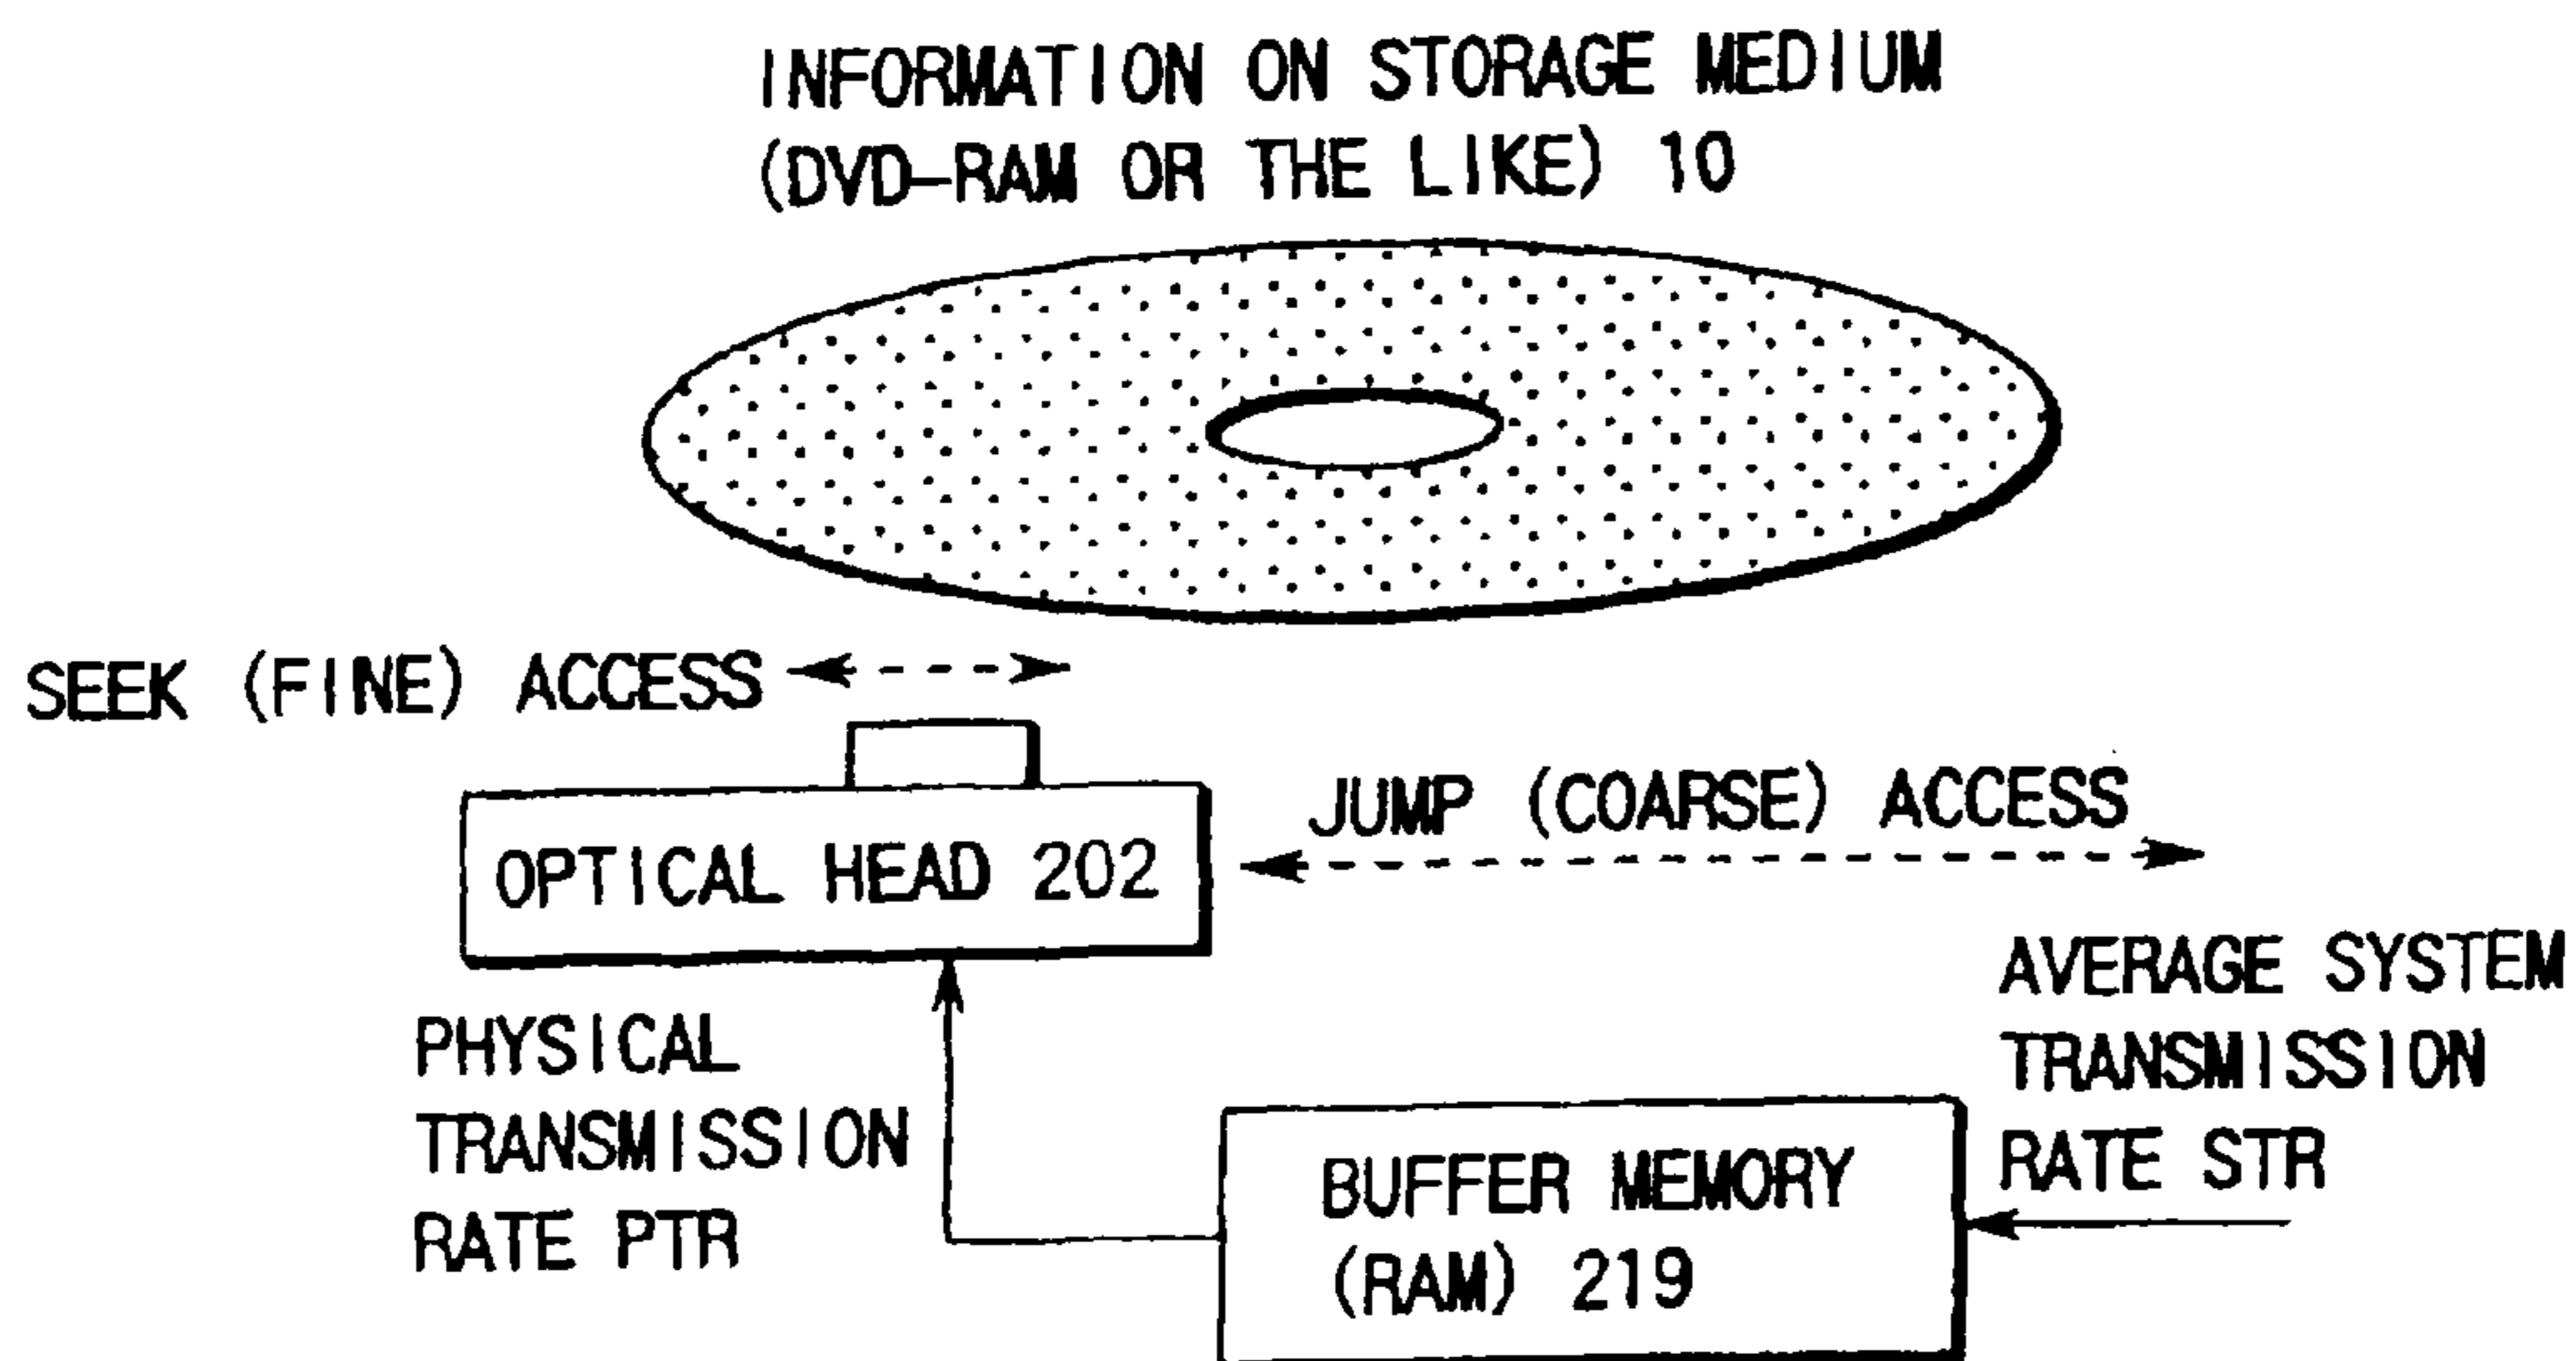 INFORMATION ON STORAGE MEDIUM
(DVD-RAM OR THE LIKE) 10
SEEK (FINE) ACCESS
JUMP (COARSE) ACCESS
OPTICAL HEAD 202
PHYSICAL
TRANSMISSION
RATE PTR
AVERAGE SYSTEM
TRANSMISSION
RATE STR
BUFFER MEMORY
(RAM) 219